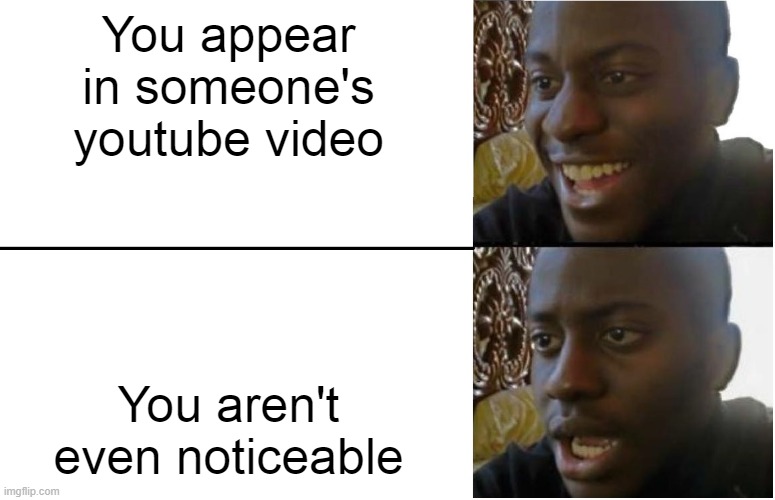 You appear
in someone's
youtube video
You aren't
even noticeable
imgflip.com